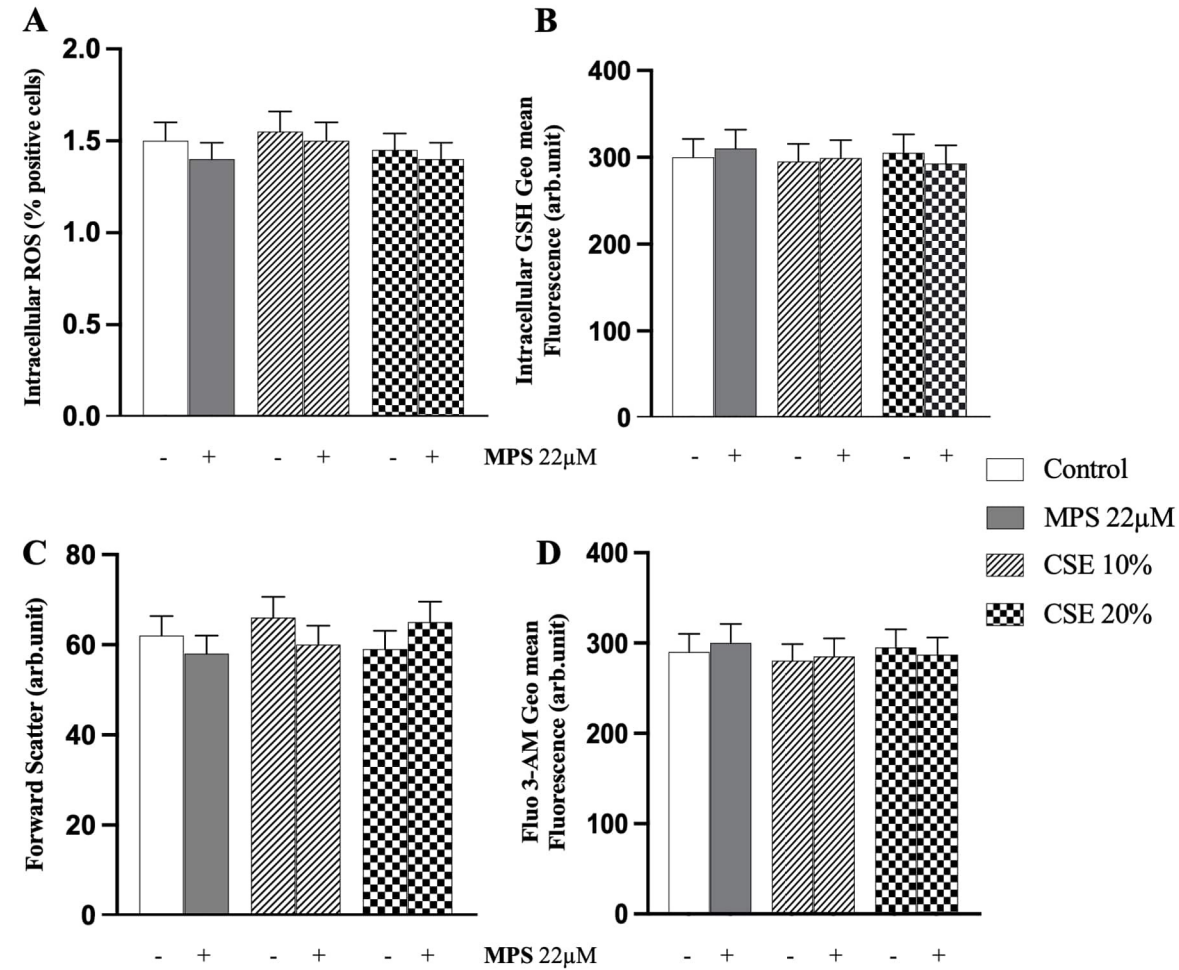 A
Intracellular ROS (% positive cells)
2.0
1.5
1.0
0.5
0.0
- + - + - +
B
Intracellular GSH Geo mean
Fluorescence (arb.unit)
400
300
200
100
0
MPS 22μM
- + - + - +
Control
MPS 22μM
CSE 10%
CSE 20%
C
Forward Scatter (arb.unit)
80
60
40
20
0
- + - + - +
D
Fluo 3-AM Geo mean
Fluorescence (arb.unit)
400
300
200
100
0
MPS 22μM
- + - + - +